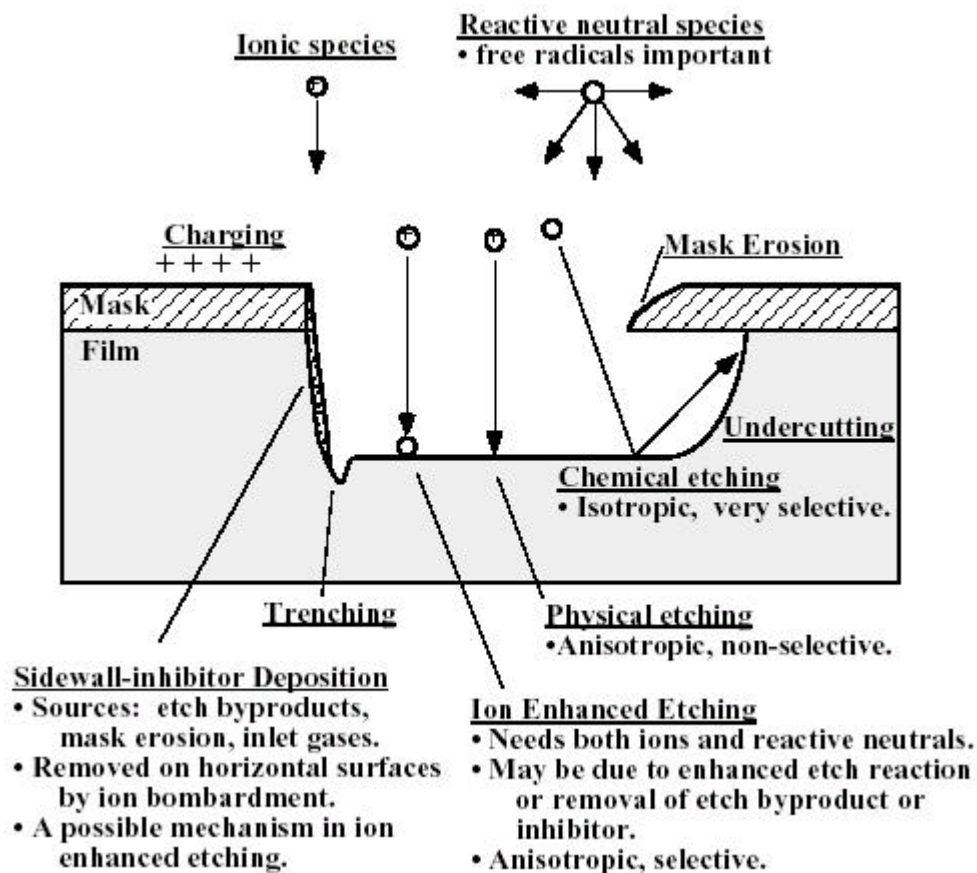 Ionic species
Reactive neutral species
• free radicals important
Charging
+ + + +
Mask Erosion
Mask
Film
Undercutting
Chemical etching
• Isotropic, very selective.
Trenching
Physical etching
•Anisotropic, non-selective.
Sidewall-inhibitor Deposition
• Sources: etch byproducts,
mask erosion, inlet gases.
• Removed on horizontal surfaces
by ion bombardment.
• A possible mechanism in ion
enhanced etching.
Ion Enhanced Etching
• Needs both ions and reactive neutrals.
• May be due to enhanced etch reaction
or removal of etch byproduct or
inhibitor.
• Anisotropic, selective.